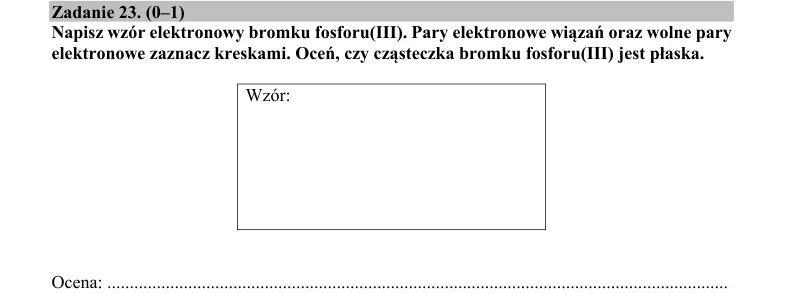 Zadanie 23. (0–1)
Napisz wzór elektronowy bromku fosforu(III). Pary elektronowe wiązań oraz wolne pary
elektronowe zaznacz kreskami. Oceń, czy cząsteczka bromku fosforu(III) jest płaska.
Wzór:
Ocena: ..........................................................................................................................................